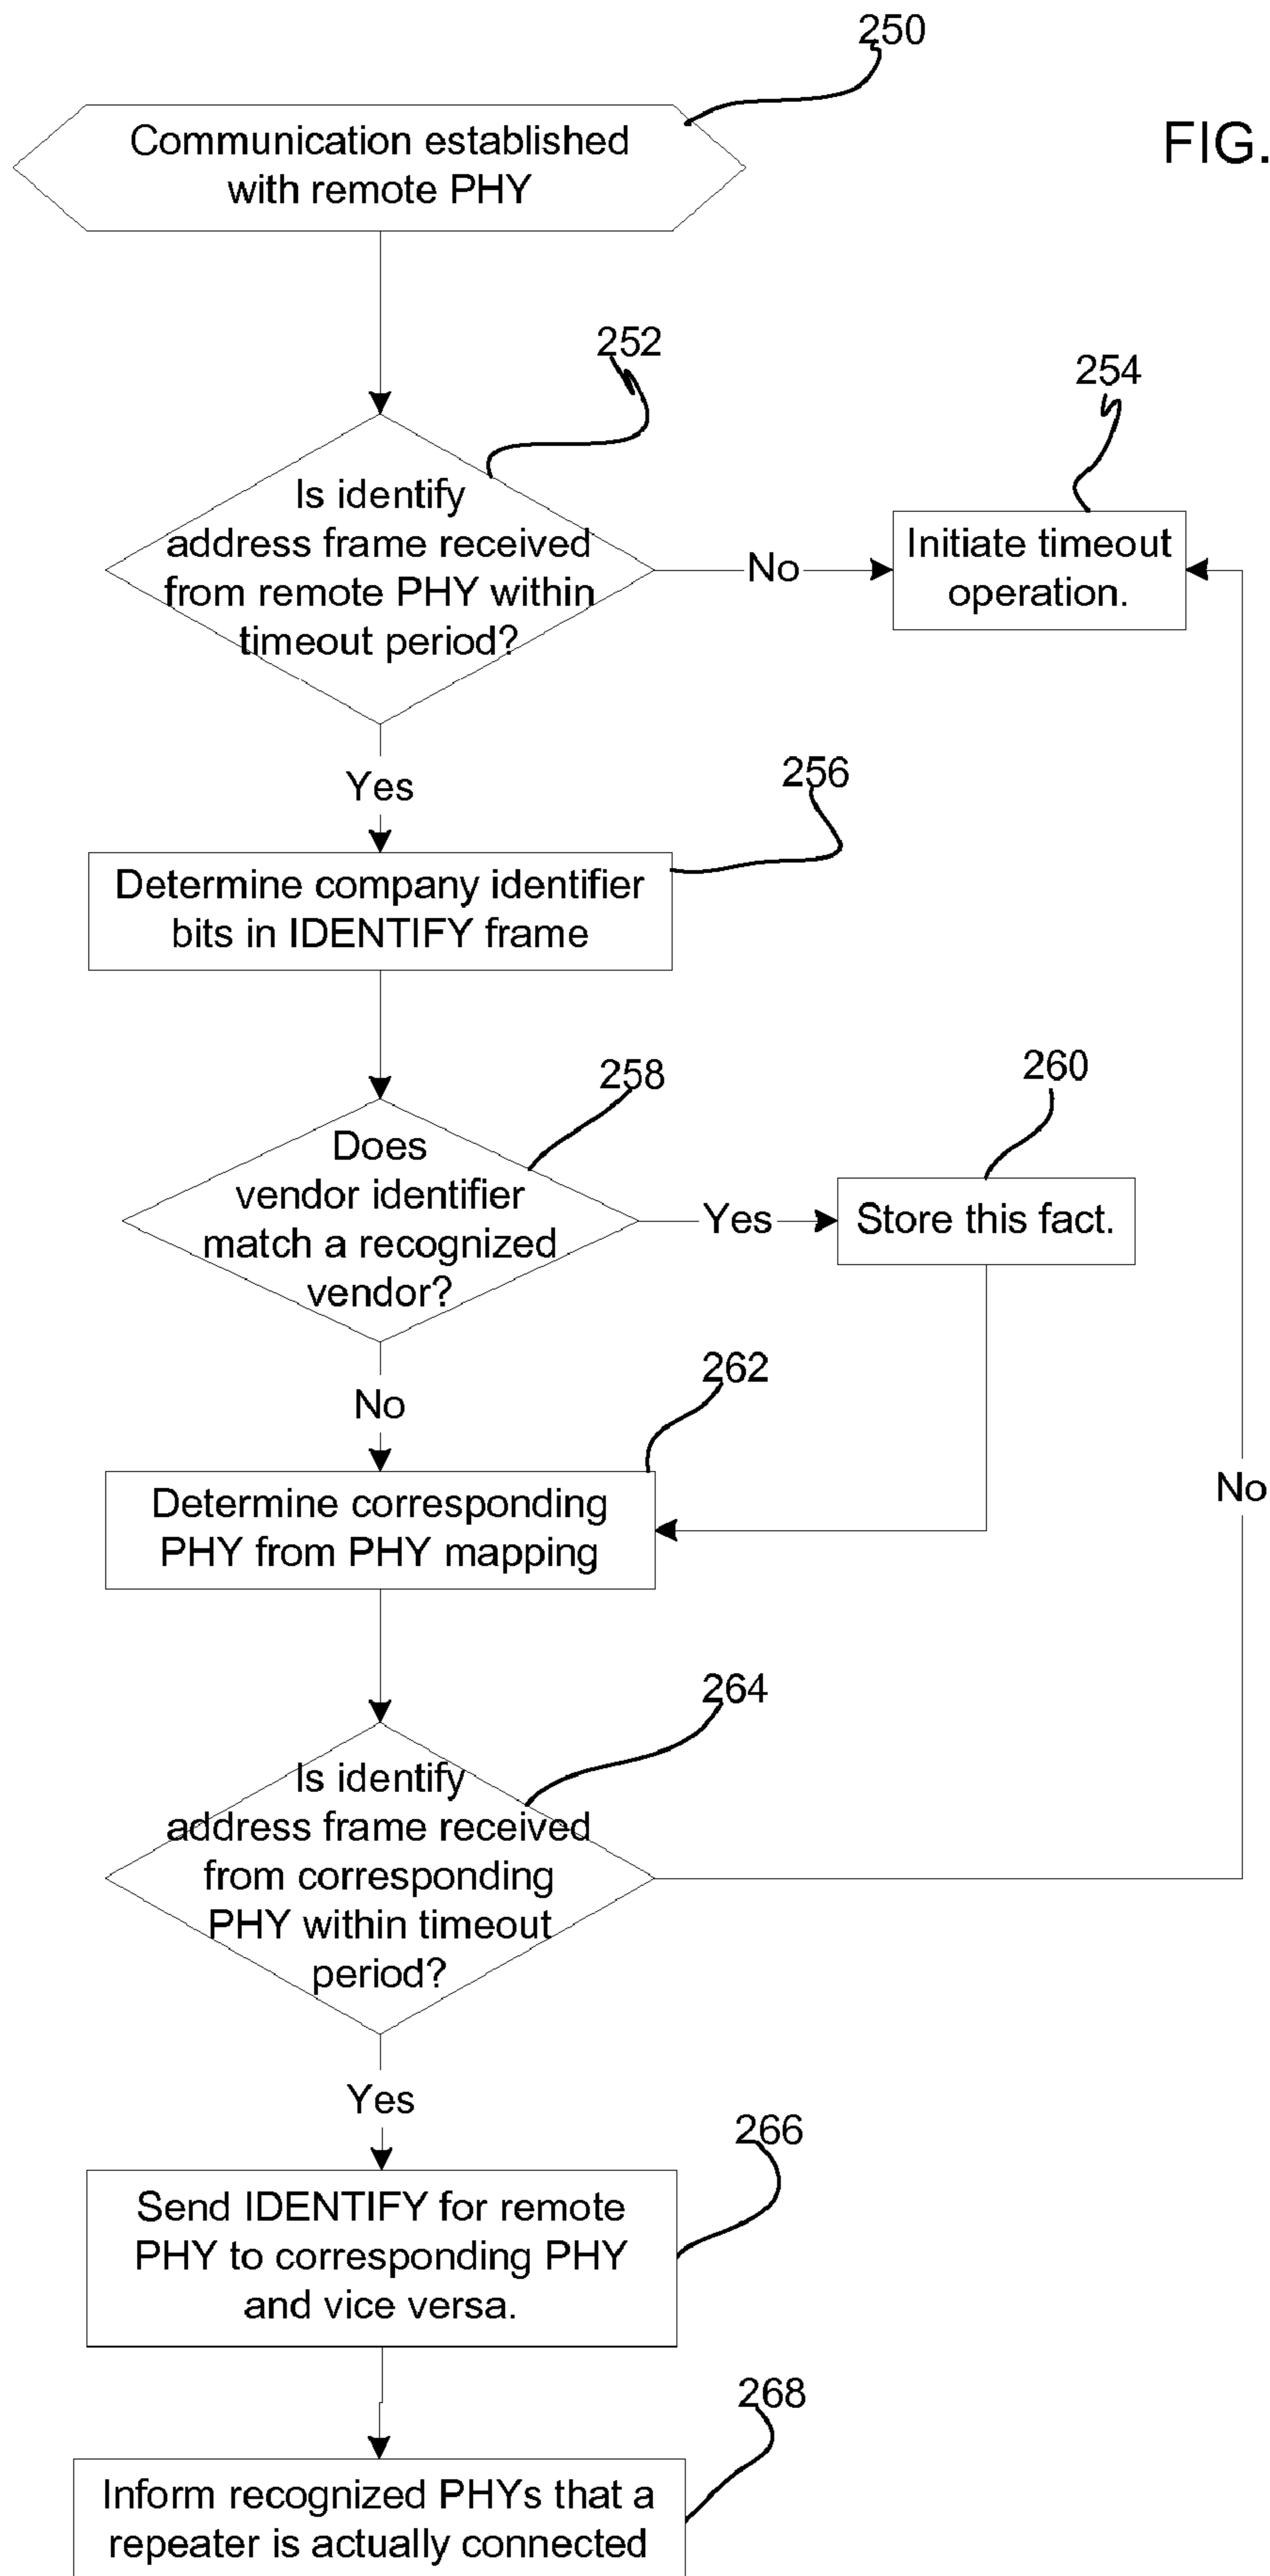 250
FIG.
Communication established
with remote PHY
252
254
Is identify
address frame received
from remote PHY within
timeout period?
No
Initiate timeout
operation.
Yes
256
Determine company identifier
bits in IDENTIFY frame
258
260
Does
vendor identifier
match a recognized
vendor?
Yes
Store this fact.
262
No
No
Determine corresponding
PHY from PHY mapping
264
Is identify
address frame received
from corresponding
PHY within timeout
period?
Yes
266
Send IDENTIFY for remote
PHY to corresponding PHY
and vice versa.
268
Inform recognized PHYs that a
repeater is actually connected